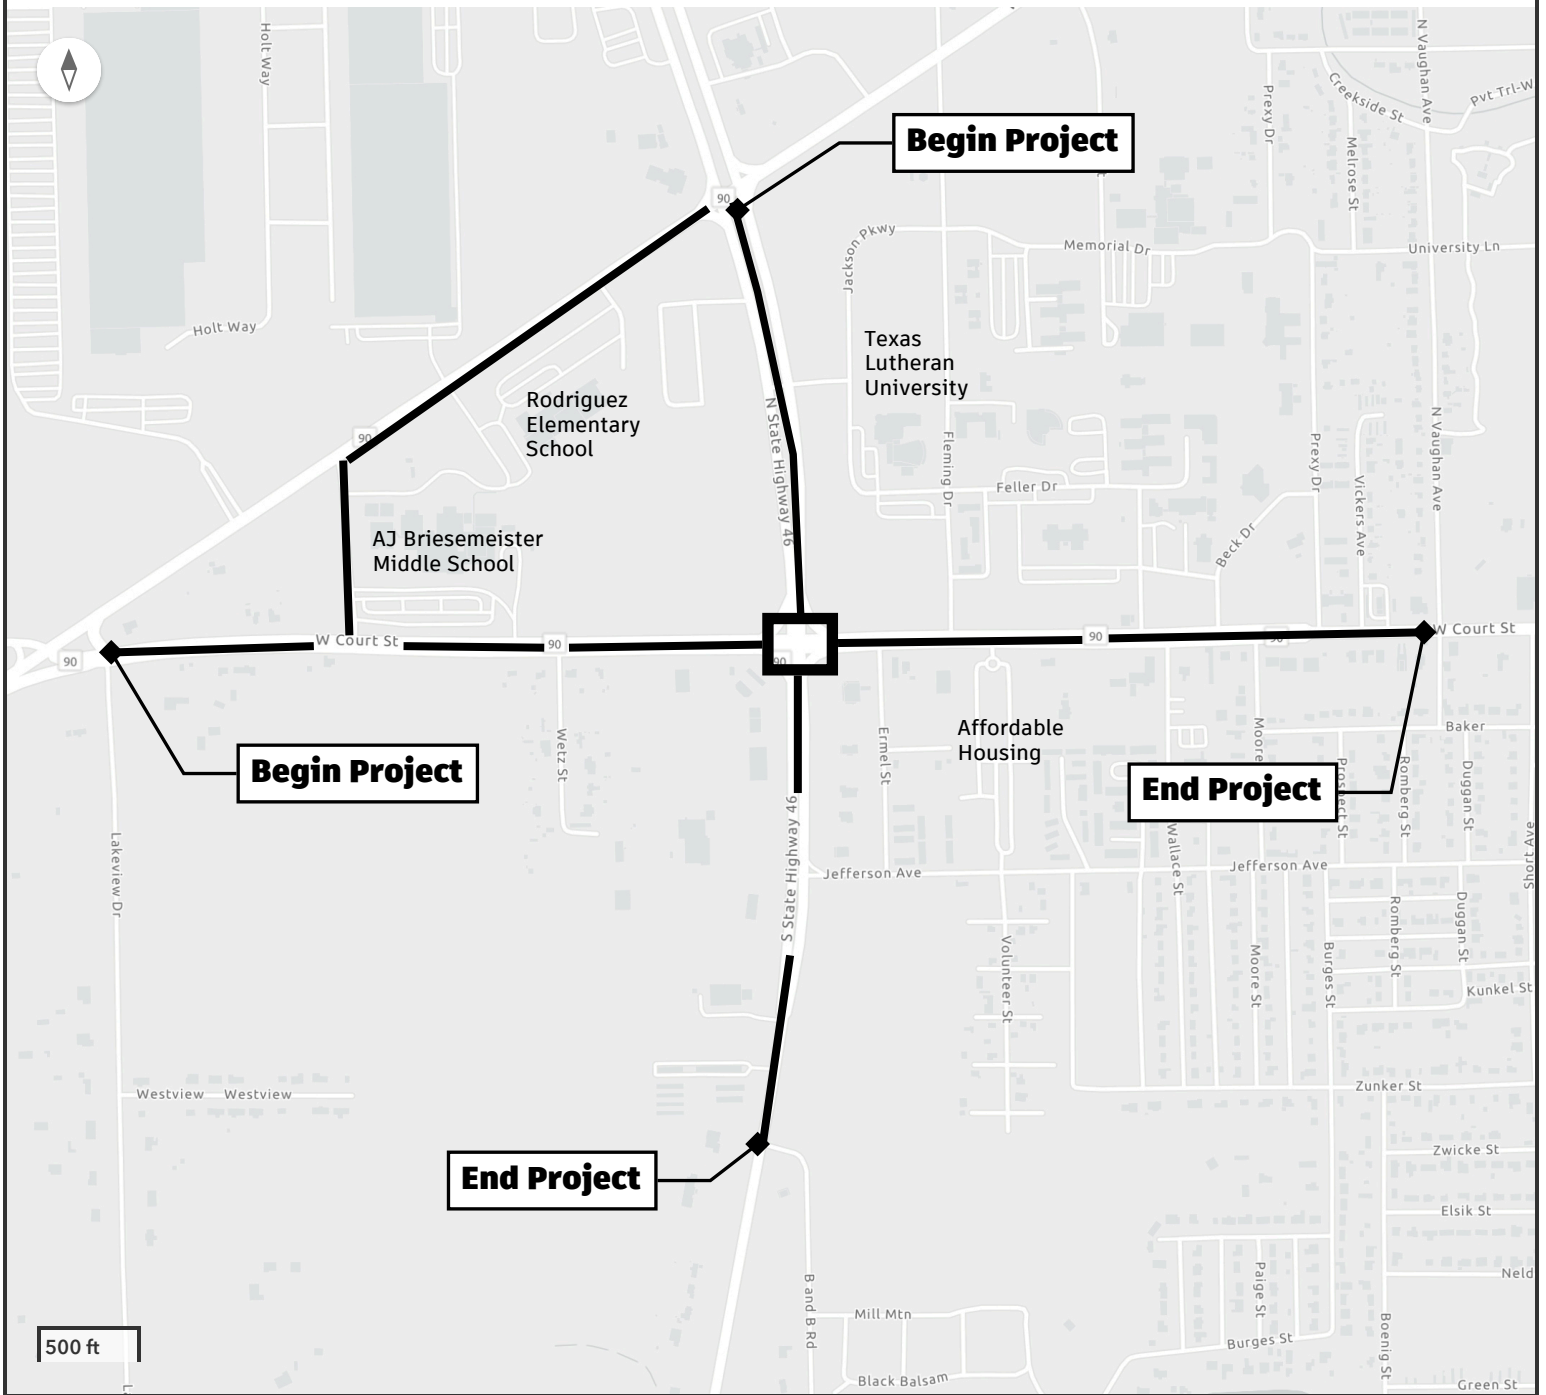 Holt Way
N Vaughan Ave
Creekside St
Pvt Trl-W
Prexy Dr
Melrose St
Begin Project
90
Jackson Pkwy
Memorial Dr
University Ln
Holt Way
Texas
Lutheran
University
Rodriguez
Elementary
School
N State Highway 46
90
Fleming Dr
Prexy Dr
N Vaughan Ave
Vickers Ave
Feller Dr
Beck Dr
AJ Briesemeister
Middle School
W Court St
90
90
90
90
90
W Court St
Affordable
Housing
Baker
Wetz St
Ermel St
Moore
Begin Project
End Project
Prospect St
Romberg St
Duggan St
Lakeview Dr
S State Highway 46
Jefferson Ave
Jefferson Ave
Wallace St
Short Ave
Volunteer St
Moore St
Burges St
Romberg St
Duggan St
Kunkel St
Westview
Westview
Zunker St
End Project
Zwicke St
Elsik St
Neld
Paige St
B and B Rd
Mill Mtn
Burges St
Boenig St
500 ft
Black Balsam
Green St
L